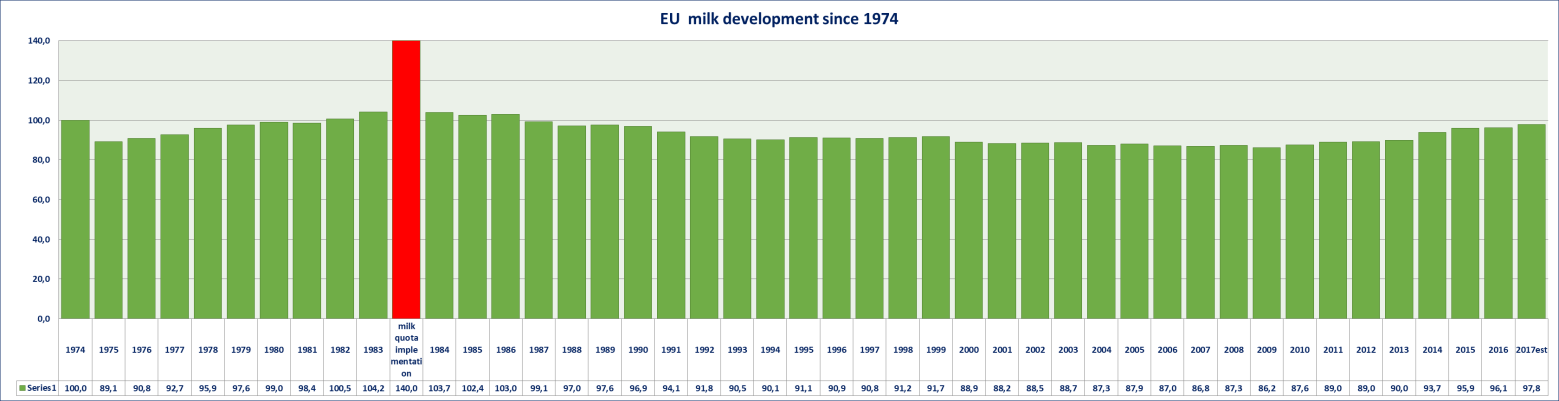 EU  milk development since 1974
140,0
120,0
100,0
80,0
60,0
40,0
20,0
0,0
1974 1975 1976 1977 1978 1979 1980 1981 1982 1983 milk quota imple mentati on 1984 1985 1986 1987 1988 1989 1990 1991 1992 1993 1994 1995 1996 1997 1998 1999 2000 2001 2002 2003 2004 2005 2006 2007 2008 2009 2010 2011 2012 2013 2014 2015 2016 2017est
Series1 100,0 89,1 90,8 92,7 95,9 97,6 99,0 98,4 100,5 104,2 140,0 103,7 102,4 103,0 99,1 97,0 97,6 96,9 94,1 91,8 90,5 90,1 91,1 90,9 90,8 91,2 91,7 88,9 88,2 88,5 88,7 87,3 87,9 87,0 86,8 87,3 86,2 87,6 89,0 89,0 90,0 93,7 95,9 96,1 97,8